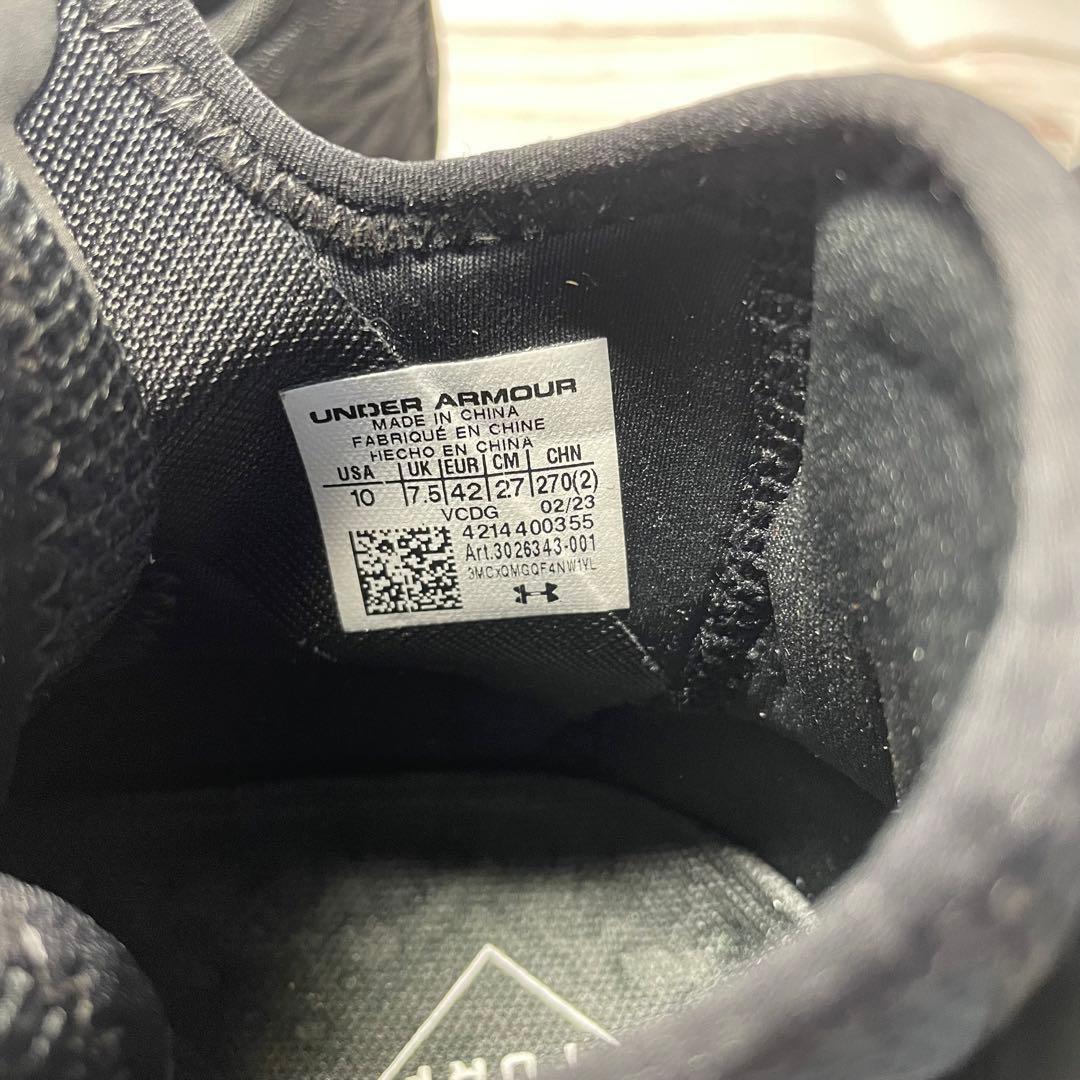 UNDER ARMOUR
MADE IN CHINA
FABRIQUÉ EN CHINE
HECHO EN CHINA
USA UK EUR CM CHN
10 7.5 42 27 270(2)
VCDG 02/23
4214400355
Art.3026343-001
3MCxQMGQF4NW1YL